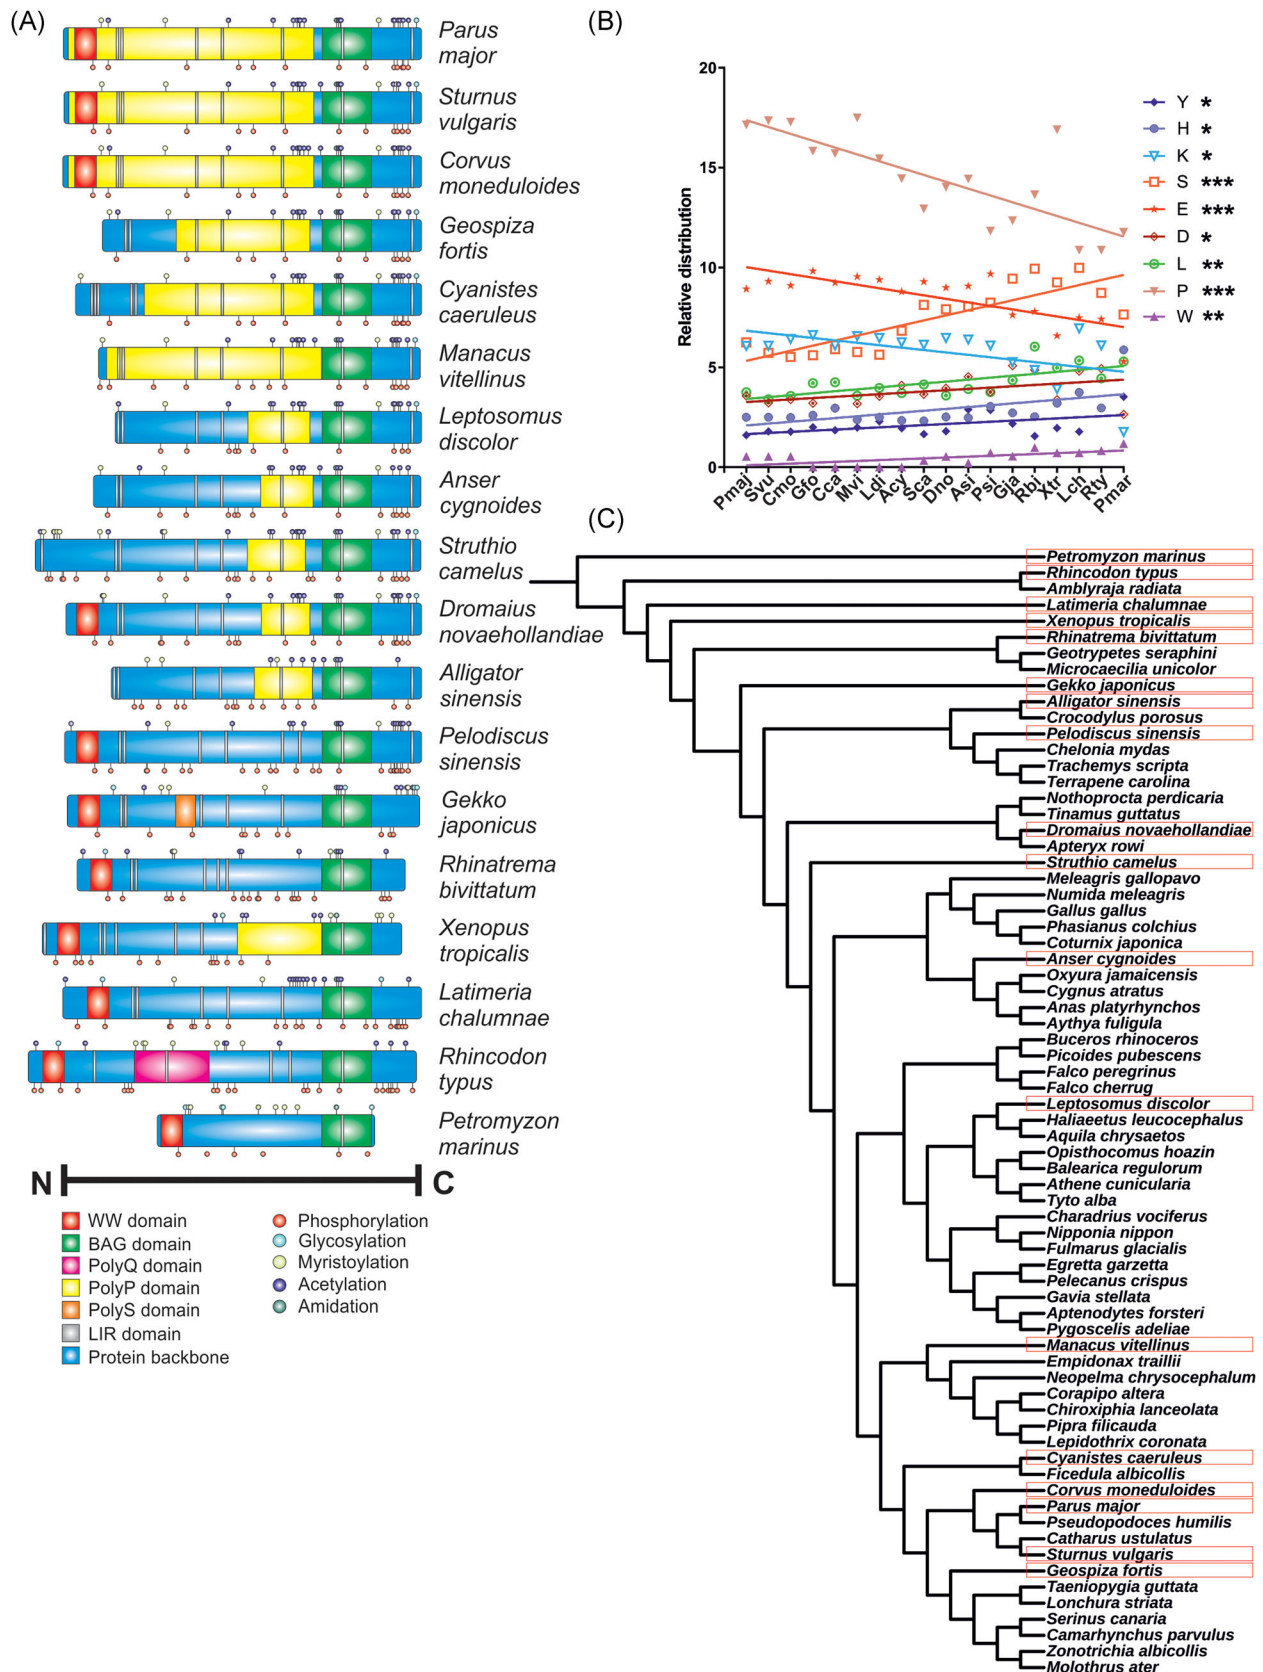 (A)
Parus
major
Sturnus
vulgaris
Corvus
moneduloides
Geospiza
fortis
Cyanistes
caeruleus
Manacus
vitellinus
Leptosomus
discolor
Anser
cygnoides
Struthio
camelus
Dromaius
novaehollandiae
Alligator
sinensis
Pelodiscus
sinensis
Gekko
japonicus
Rhinatrema
bivittatum
Xenopus
tropicalis
Latimeria
chalumnae
Rhincodon
typus
Petromyzon
marinus
N C
WW domain
BAG domain
PolyQ domain
PolyP domain
PolyS domain
LIR domain
Protein backbone
Phosphorylation
Glycosylation
Myristoylation
Acetylation
Amidation
(B)
Relative distribution
20
15
10
5
0
Pmaj
Svu
Cmo
Gfo
Cca
Mvi
Ldi
Acy
Sca
Dno
Asi
Psi
Gja
Rbi
Xtr
Lch
Rty
Pmar
Y *
H *
K *
S ***
E ***
D *
L **
P ***
W **
(C)
Petromyzon marinus
Rhincodon typus
Amblyraja radiata
Latimeria chalumnae
Xenopus tropicalis
Rhinatrema bivittatum
Geotrypetes seraphini
Microcaecilia unicolor
Gekko japonicus
Alligator sinensis
Crocodylus porosus
Pelodiscus sinensis
Chelonia mydas
Trachemys scripta
Terrapene carolina
Nothoprocta perdicaria
Tinamus guttatus
Dromaius novaehollandiae
Apteryx rowi
Struthio camelus
Meleagris gallopavo
Numida meleagris
Gallus gallus
Phasianus colchius
Coturnix japonica
Anser cygnoides
Oxyura jamaicensis
Cygnus atratus
Anas platyrhynchos
Aythya fuligula
Buceros rhinoceros
Picoides pubescens
Falco peregrinus
Falco cherrug
Leptosomus discolor
Haliaeetus leucocephalus
Aquila chrysaetos
Opisthocomus hoazin
Balearica regulorum
Athene cunicularia
Tyto alba
Charadrius vociferus
Nipponia nippon
Fulmarus glacialis
Egretta garzetta
Pelecanus crispus
Gavia stellata
Aptenodytes forsteri
Pygoscelis adeliae
Manacus vitellinus
Empidonax traillii
Neopelma chrysocephalum
Corapipo altera
Chiroxiphia lanceolata
Pipra filicauda
Lepidothrix coronata
Cyanistes caeruleus
Ficedula albicollis
Corvus moneduloides
Parus major
Pseudopodoces humilis
Catharus ustulatus
Sturnus vulgaris
Geospiza fortis
Taeniopygia guttata
Lonchura striata
Serinus canaria
Camarhynchus parvulus
Zonotrichia albicollis
Molothrus ater